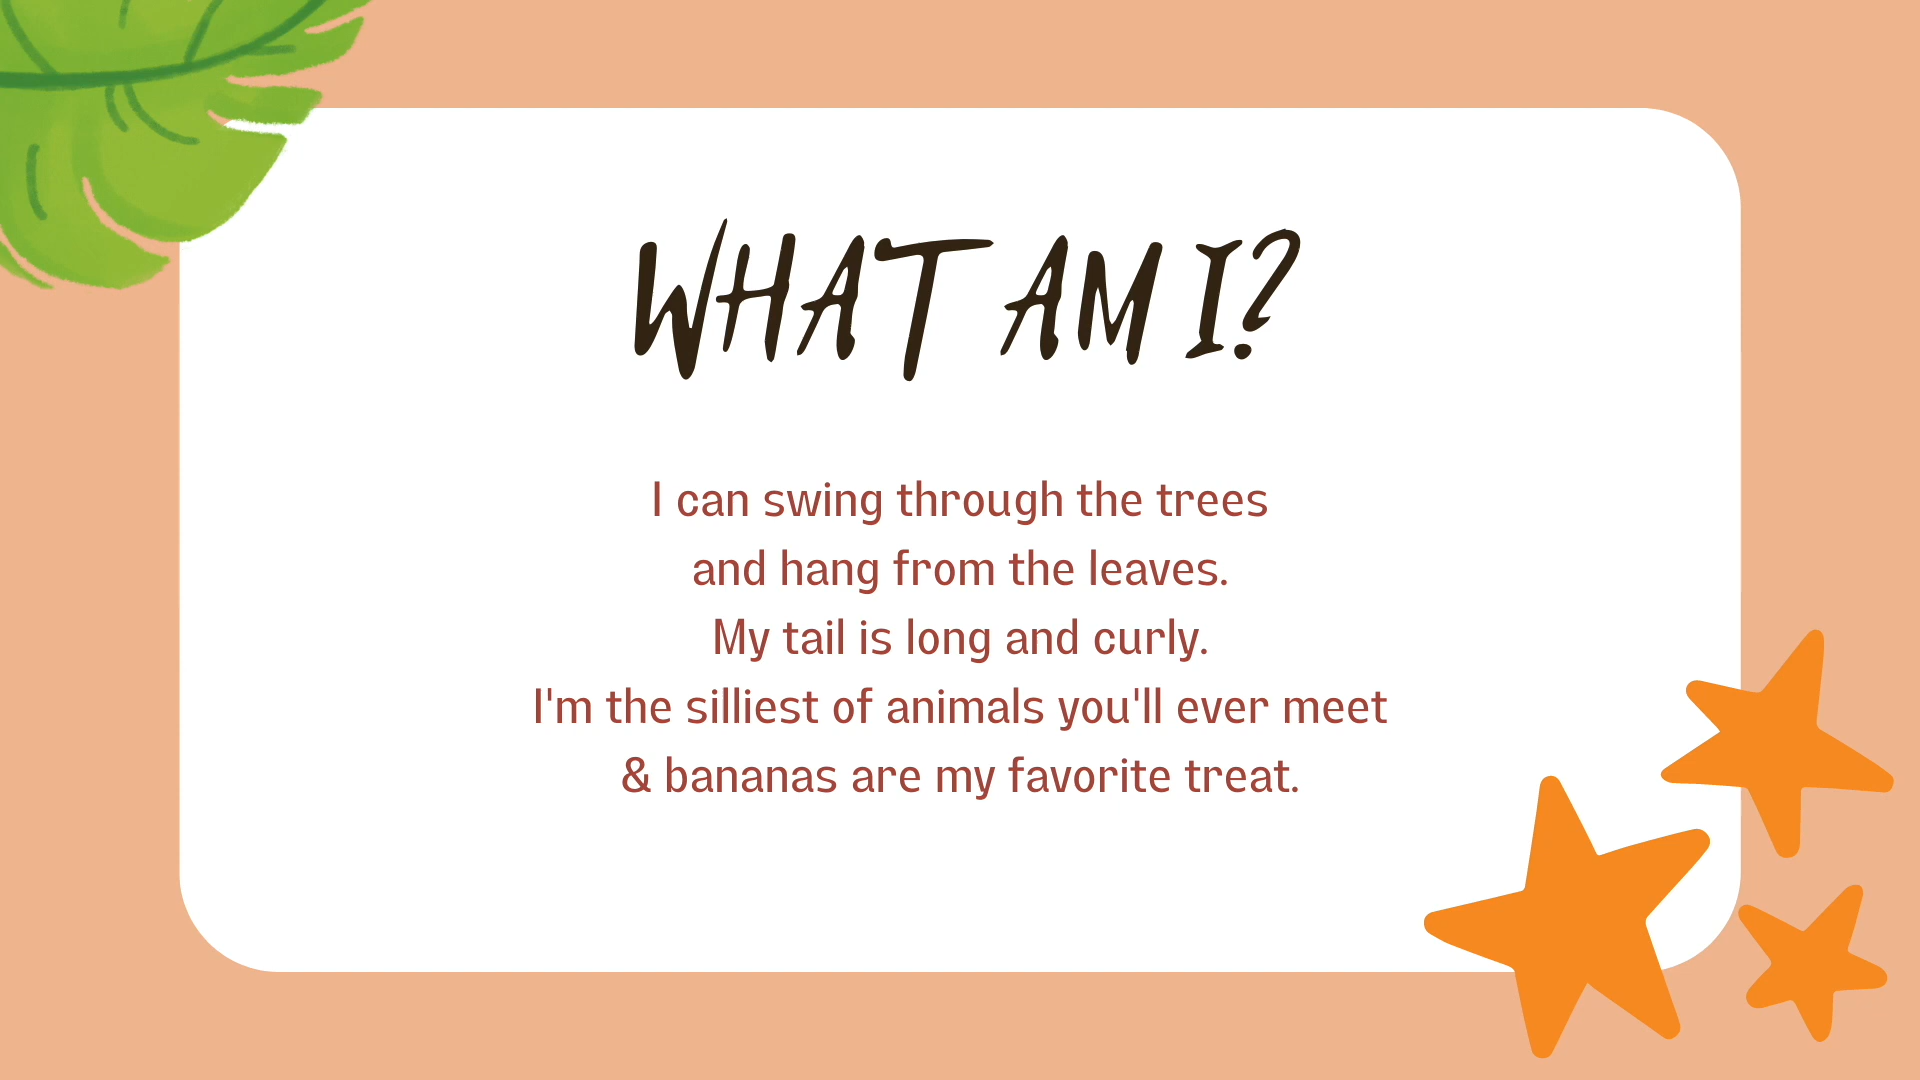 WHAT AM I?
I can swing through the trees
and hang from the leaves.
My tail is long and curly.
I'm the silliest of animals you'll ever meet
& bananas are my favorite treat.